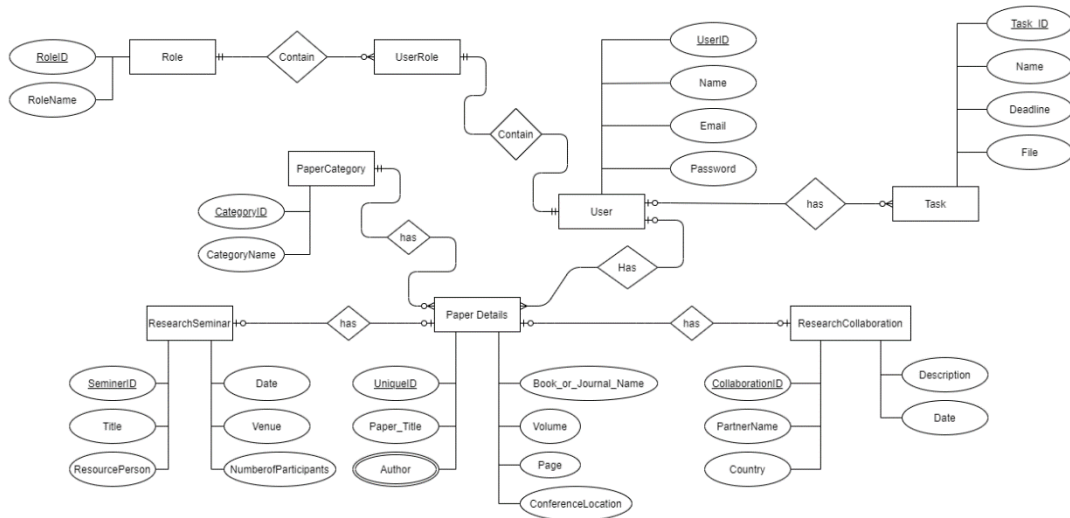 Task_ID
UserID
RoleID
Role
Contain
UserRole
Name
Name
RoleName
Deadline
Email
Contain
File
PaperCategory
Password
CategoryID
User
has
Task
has
CategoryName
Has
ResearchSeminar
has
Paper Details
has
ResearchCollaboration
SeminerID
Date
UniqueID
Book_or_Journal_Name
CollaborationID
Description
Title
Venue
Paper_Title
Volume
PartnerName
Date
ResourcePerson
NumberofParticipants
Author
Page
Country
ConferenceLocation